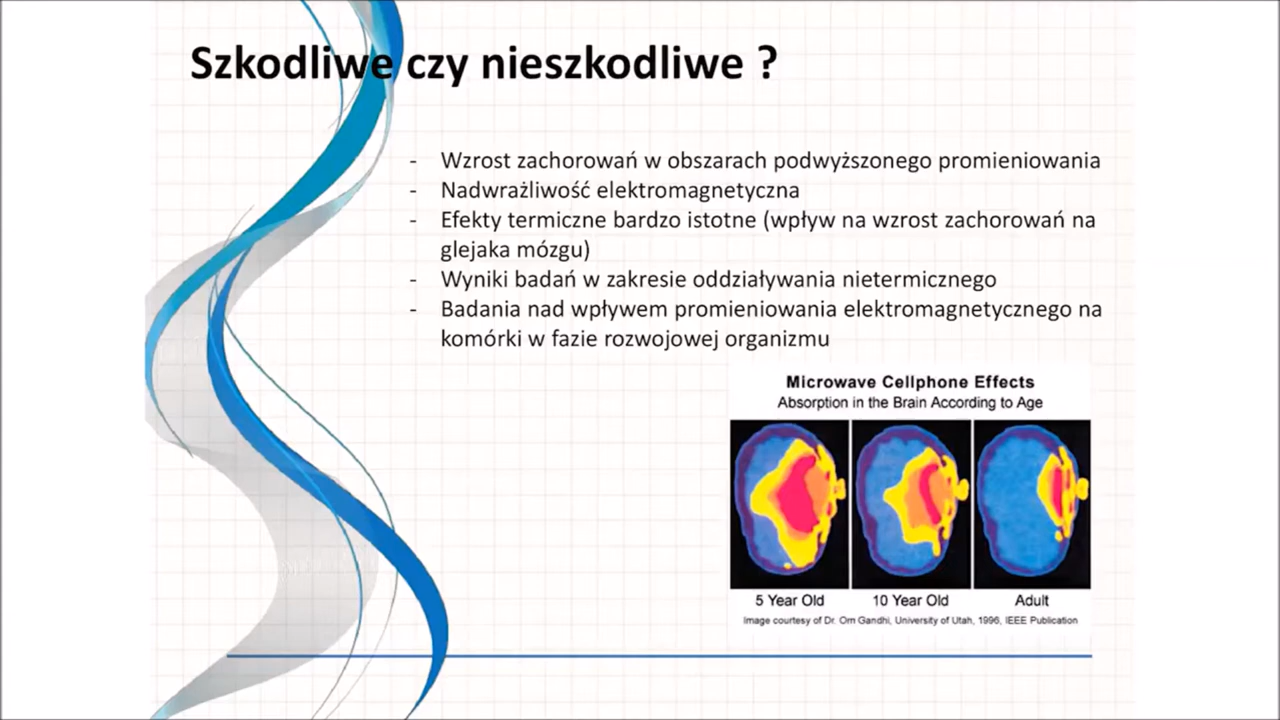 Szkodliwe czy nieszkodliwe ?
- Wzrost zachorowań w obszarach podwyższonego promieniowania
- Nadwrażliwość elektromagnetyczna
- Efekty termiczne bardzo istotne (wpływ na wzrost zachorowań na
glejaka mózgu)
- Wyniki badań w zakresie oddziaływania nietermicznego
- Badania nad wpływem promieniowania elektromagnetycznego na
komórki w fazie rozwojowej organizmu
Microwave Cellphone Effects
Absorption in the Brain According to Age
5 Year Old 10 Year Old Adult
Image courtesy of Dr. Om Gandhi, University of Utah, 1996, IEEE Publication